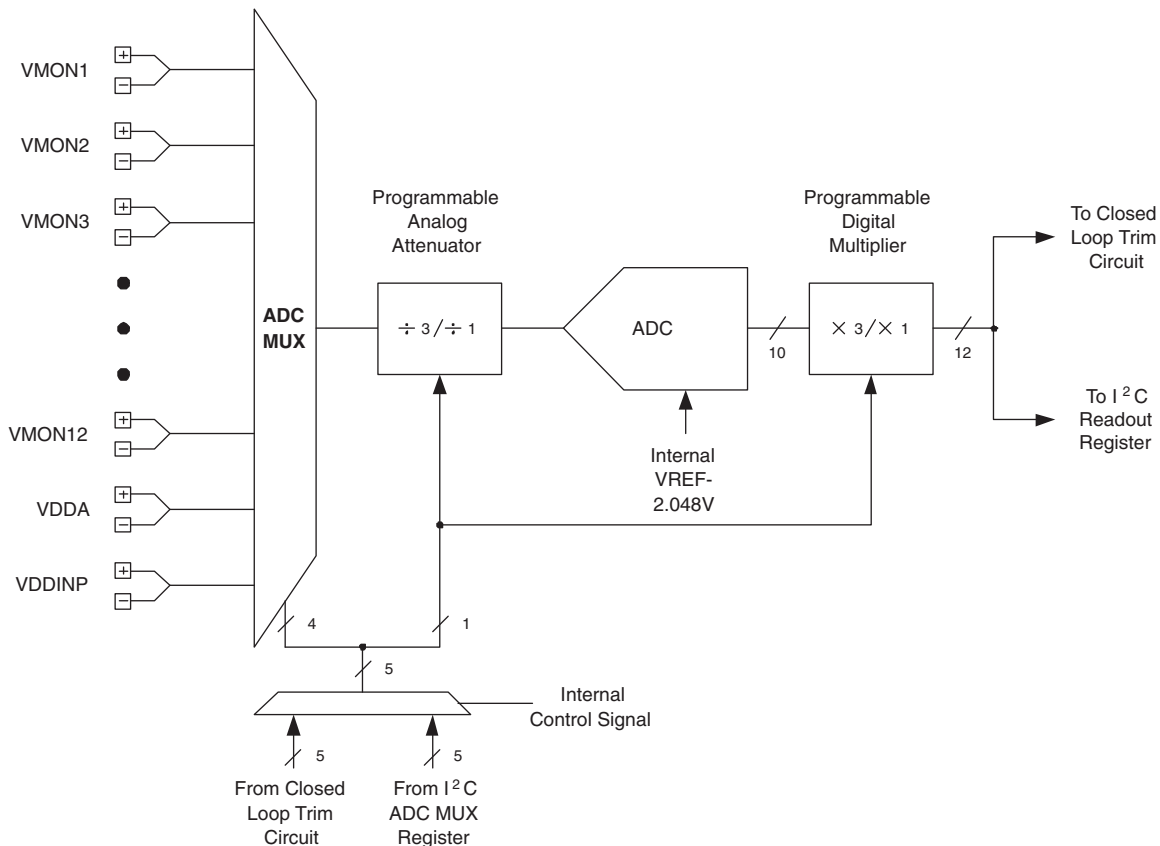 VMON1
+
−
VMON2
+
−
VMON3
+
−
VMON12
+
−
VDDA
+
−
VDDINP
+
−
ADC
MUX
Programmable
Analog
Attenuator
÷ 3 / ÷ 1
ADC
10
Internal
VREF-
2.048V
Programmable
Digital
Multiplier
× 3 / × 1
12
To Closed
Loop Trim
Circuit
To I²C
Readout
Register
4
1
5
Internal
Control Signal
5
5
From Closed
Loop Trim
Circuit
From I²C
ADC MUX
Register